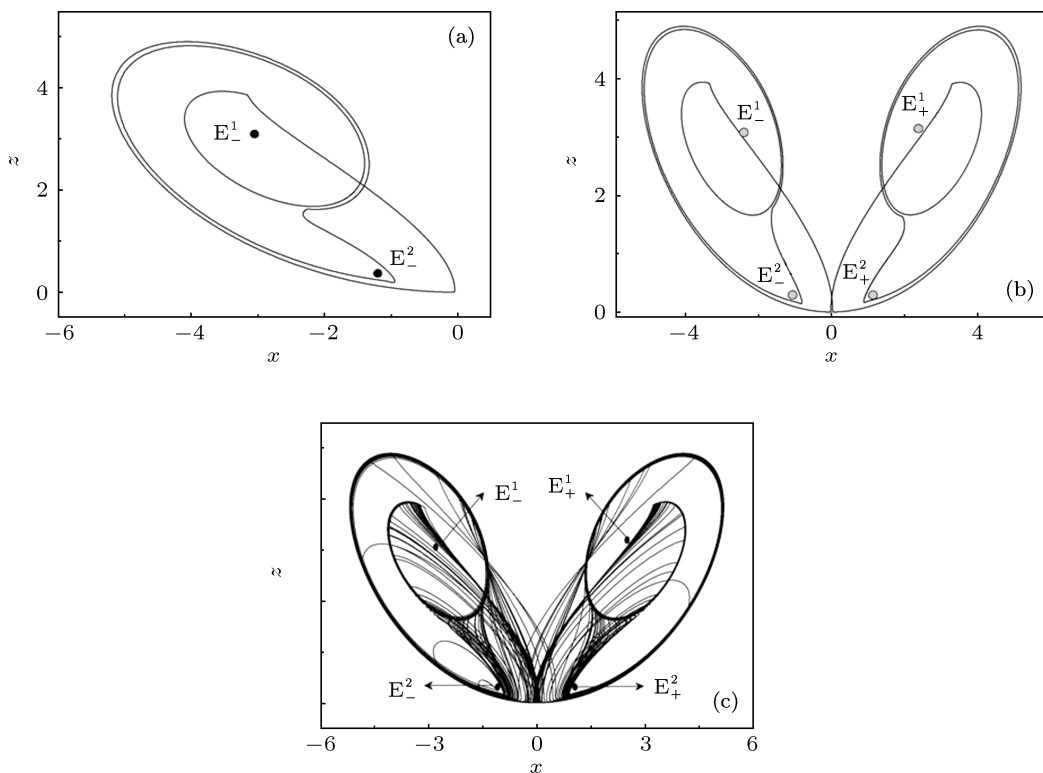 (a)
4
E¹₋
z
2
E²₋
0
−6 −4 −2 0
x
4
E¹₋ E¹₊
z
2
E²₋ E²₊
0
(b)
−4 0 4
x
E¹₋ E¹₊
z
E²₋ E²₊
(c)
−6 −3 0 3 6
x